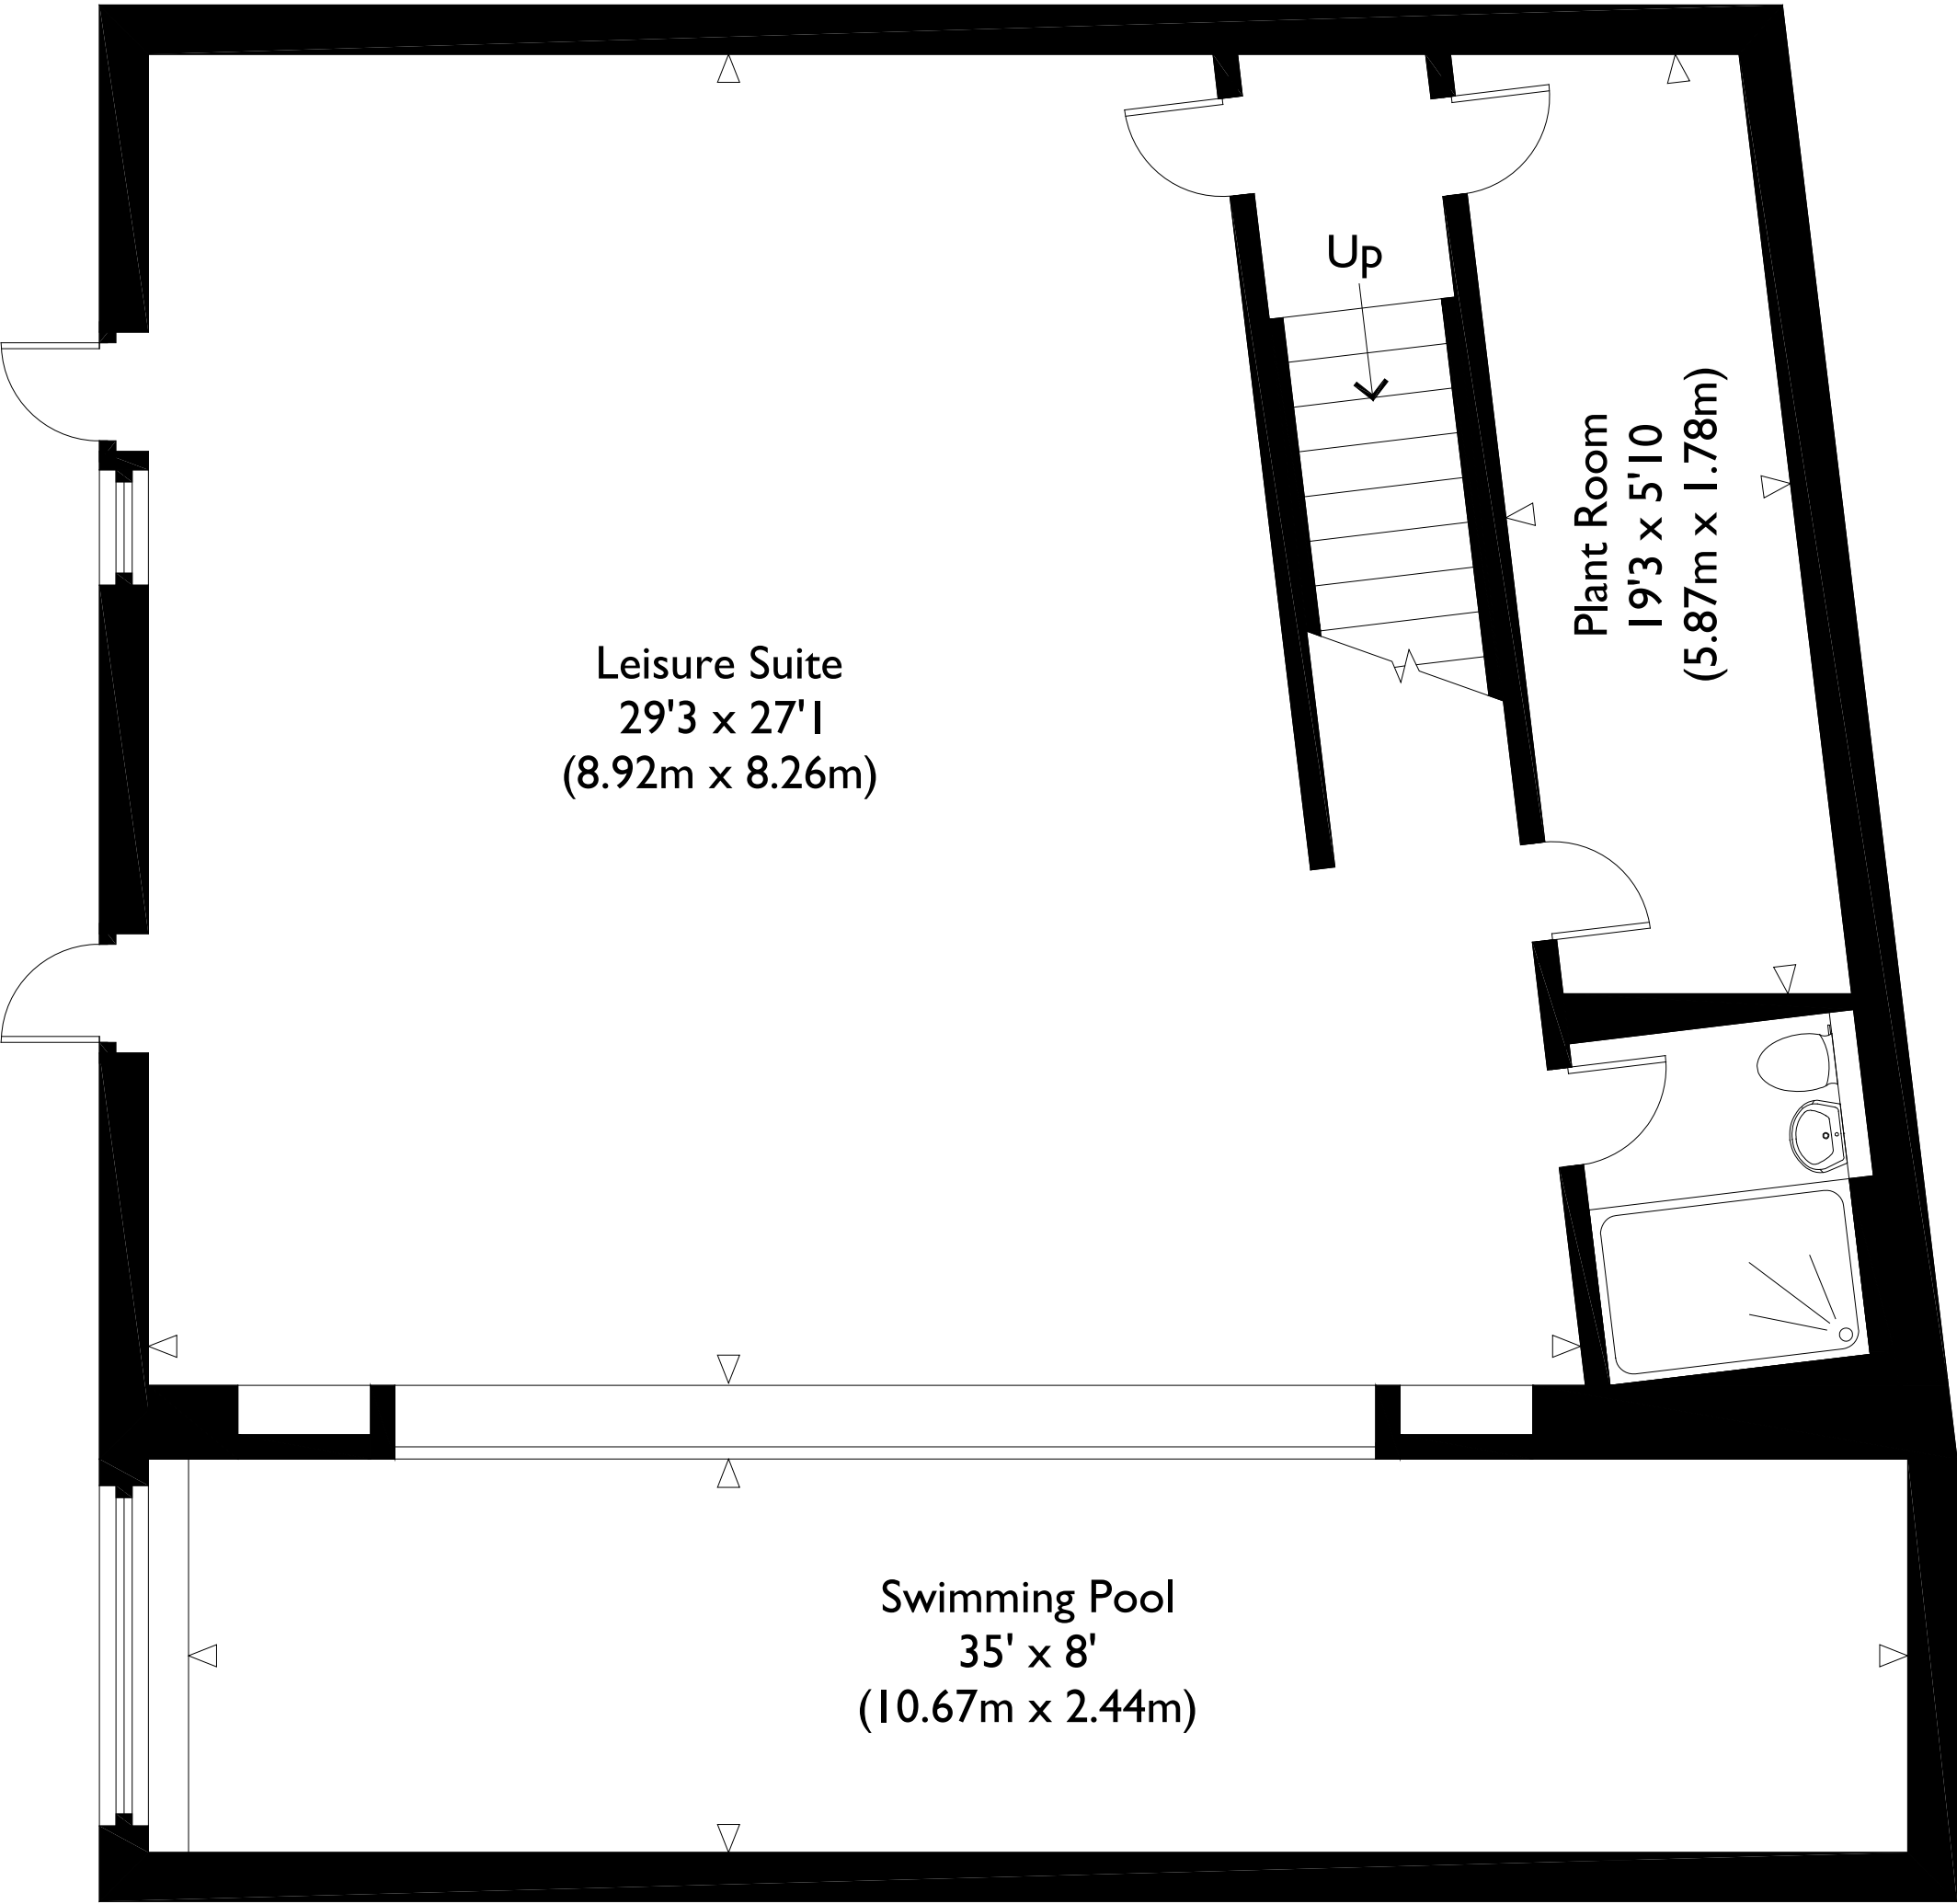 Up
Plant Room
19'3 x 5'10
(5.87m x 1.78m)
Leisure Suite
29'3 x 27'1
(8.92m x 8.26m)
Swimming Pool
35' x 8'
(10.67m x 2.44m)